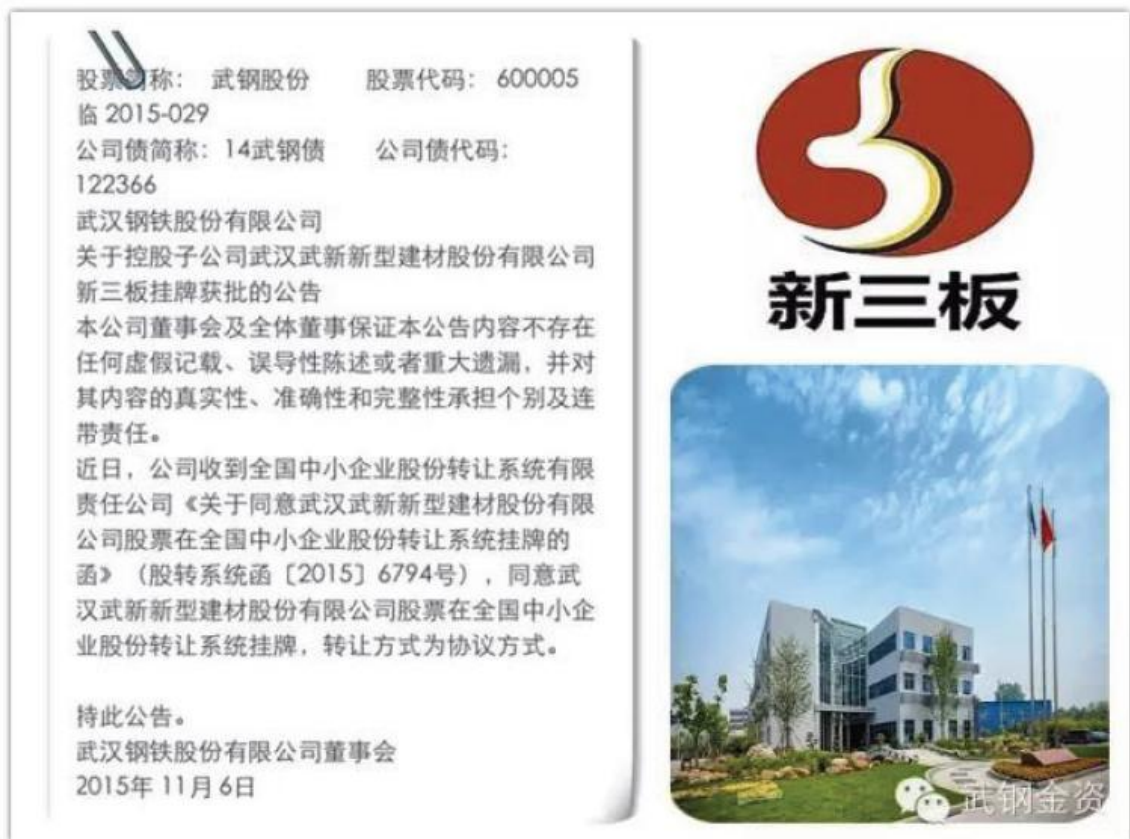 股票简称： 武钢股份 股票代码： 600005
临 2015-029
公司债简称：14武钢债 公司债代码：
122366
武汉钢铁股份有限公司
关于控股子公司武汉武新新型建材股份有限公司
新三板挂牌获批的公告
本公司董事会及全体董事保证本公告内容不存在
任何虚假记载、误导性陈述或者重大遗漏，并对
其内容的真实性、准确性和完整性承担个别及连
带责任。
近日，公司收到全国中小企业股份转让系统有限
责任公司《关于同意武汉武新新型建材股份有限
公司股票在全国中小企业股份转让系统挂牌的
函》（股转系统函〔2015〕6794号），同意武
汉武新新型建材股份有限公司股票在全国中小企
业股份转让系统挂牌，转让方式为协议方式。
持此公告。
武汉钢铁股份有限公司董事会
2015年 11月 6日
新三板
武钢金资